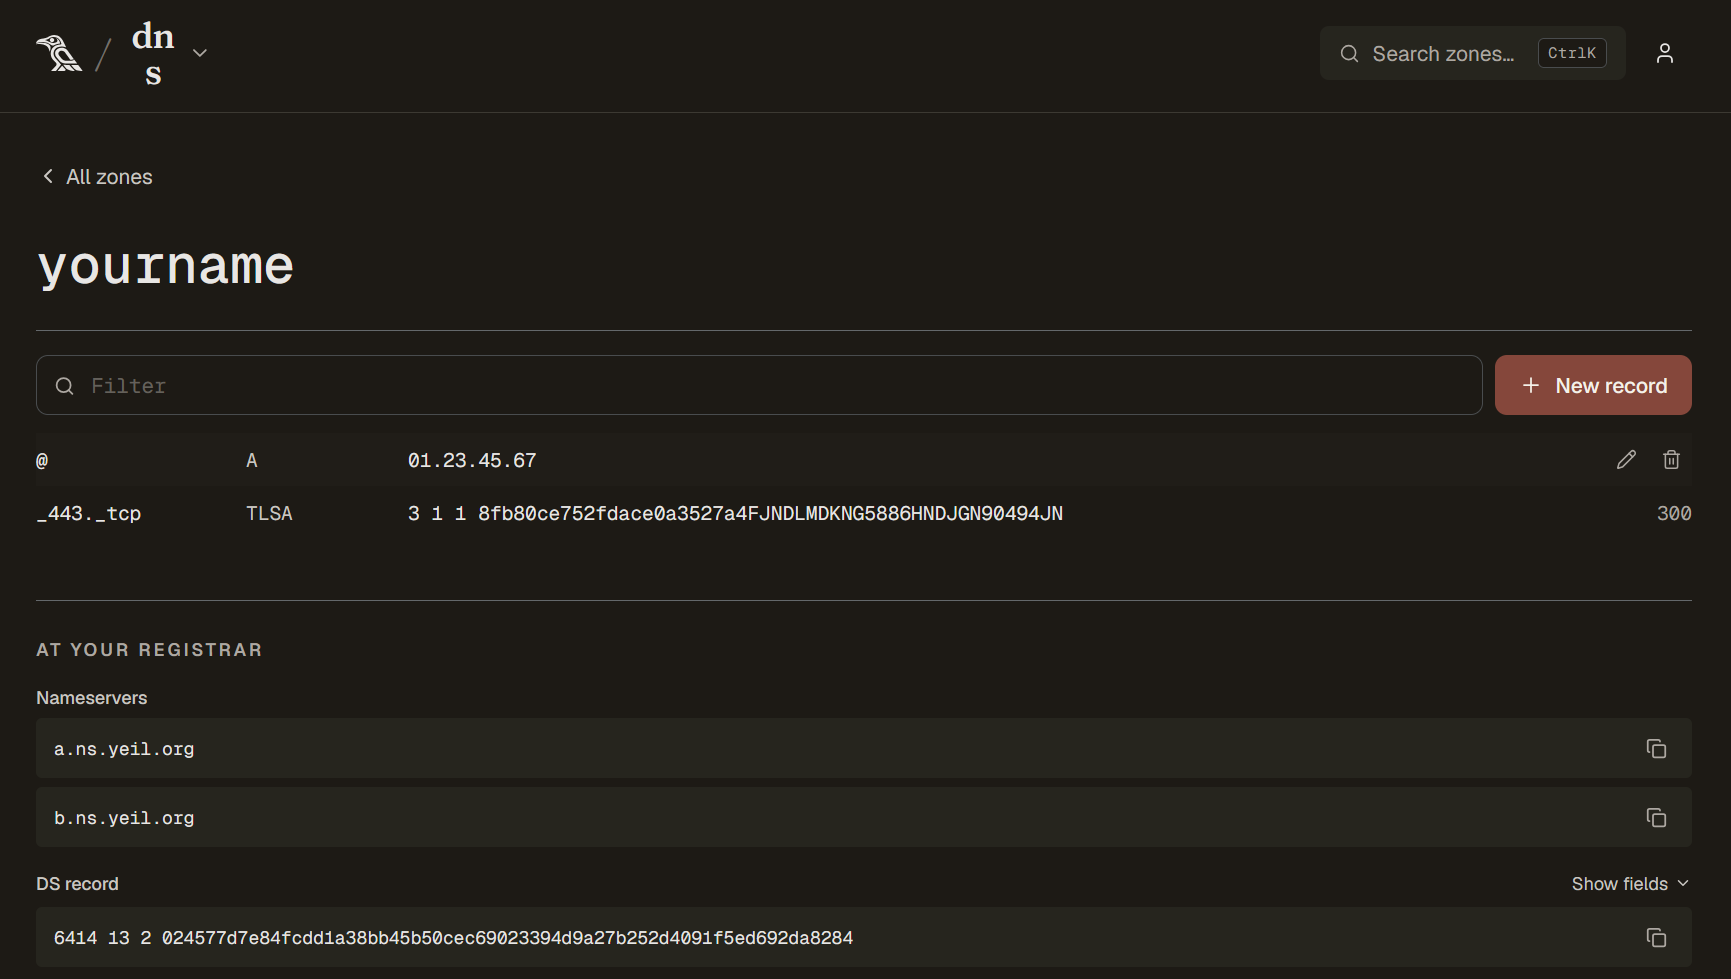 dn
s
Search zones... CtrlK
All zones
yourname
Filter
New record
@ A 01.23.45.67
_443._tcp TLSA 3 1 1 8fb80ce752fdace0a3527a4FJNDLMDKNG5886HNDJGN90494JN 300
AT YOUR REGISTRAR
Nameservers
a.ns.yeil.org
b.ns.yeil.org
DS record Show fields
6414 13 2 024577d7e84fcdd1a38bb45b50cec69023394d9a27b252d4091f5ed692da8284